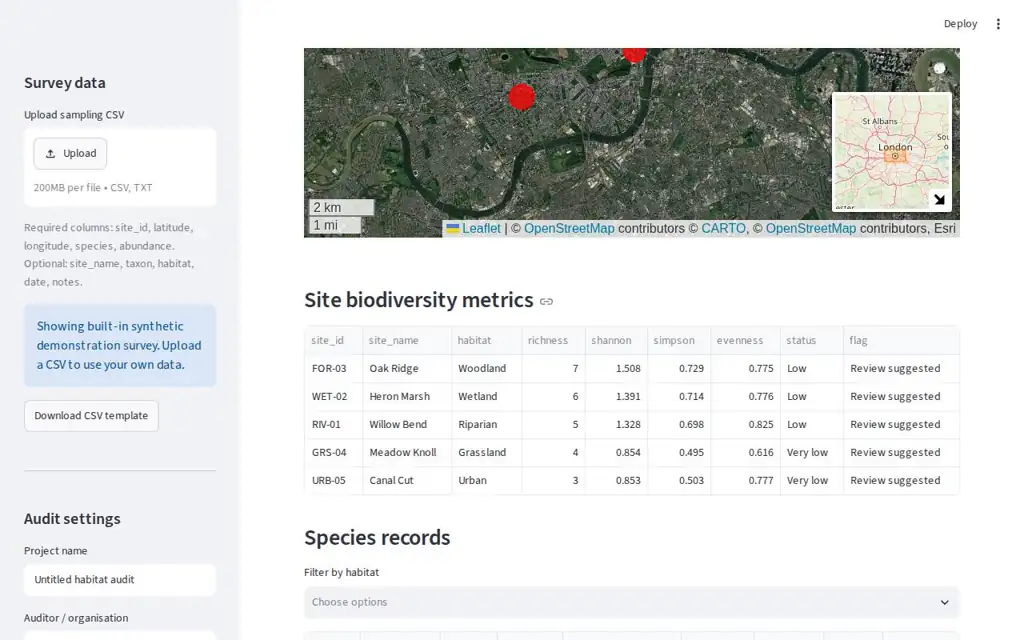 Deploy
Survey data
Upload sampling CSV
Upload
200MB per file • CSV, TXT
Required columns: site_id, latitude,
longitude, species, abundance.
Optional: site_name, taxon, habitat,
date, notes.
Showing built-in synthetic
demonstration survey. Upload
a CSV to use your own data.
Download CSV template
Audit settings
Project name
Untitled habitat audit
Auditor / organisation
St Albans
London
2 km
1 mi
Leaflet | © OpenStreetMap contributors © CARTO, © OpenStreetMap contributors, Esri
Site biodiversity metrics
site_id site_name habitat richness shannon simpson evenness status flag
FOR-03 Oak Ridge Woodland 7 1.508 0.729 0.775 Low Review suggested
WET-02 Heron Marsh Wetland 6 1.391 0.714 0.776 Low Review suggested
RIV-01 Willow Bend Riparian 5 1.328 0.698 0.825 Low Review suggested
GRS-04 Meadow Knoll Grassland 4 0.854 0.495 0.616 Very low Review suggested
URB-05 Canal Cut Urban 3 0.853 0.503 0.777 Very low Review suggested
Species records
Filter by habitat
Choose options